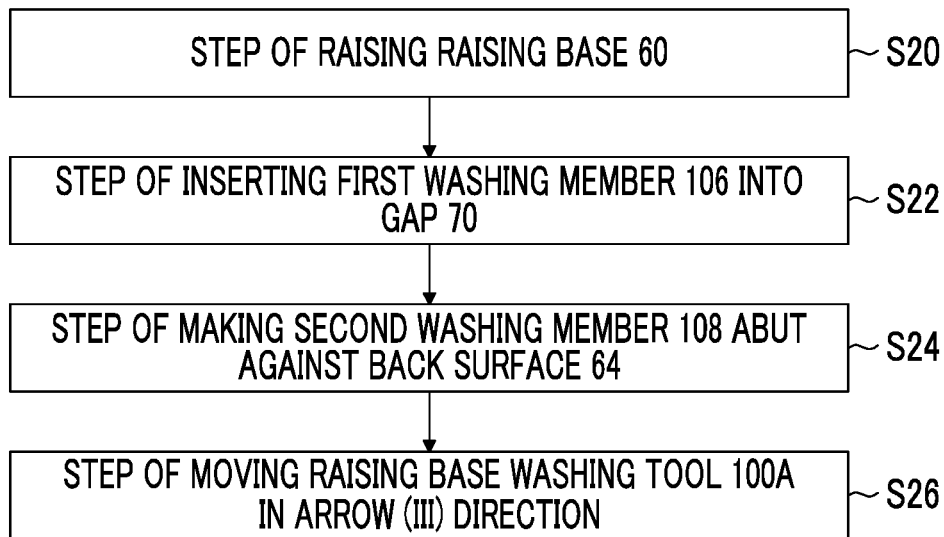 STEP OF RAISING RAISING BASE 60
S20
STEP OF INSERTING FIRST WASHING MEMBER 106 INTO
GAP 70
S22
STEP OF MAKING SECOND WASHING MEMBER 108 ABUT
AGAINST BACK SURFACE 64
S24
STEP OF MOVING RAISING BASE WASHING TOOL 100A
IN ARROW (III) DIRECTION
S26